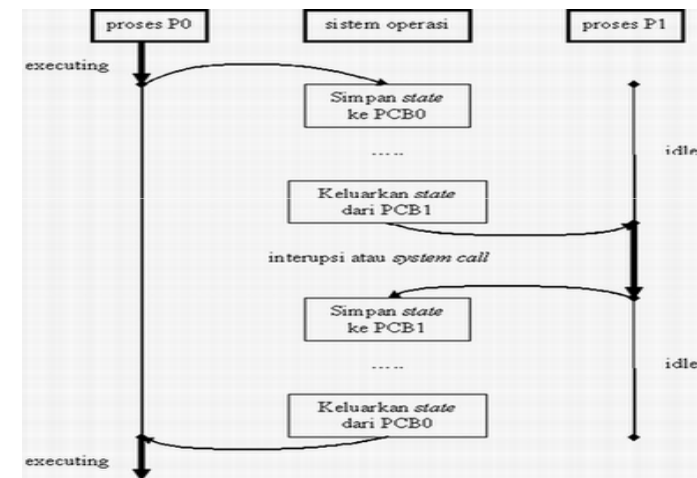 proses P0
sistem operasi
proses P1
executing
Simpan state
ke PCB0
.....
idle
Keluarkan state
dari PCB1
interupsi atau system call
Simpan state
ke PCB1
.....
idle
Keluarkan state
dari PCB0
executing